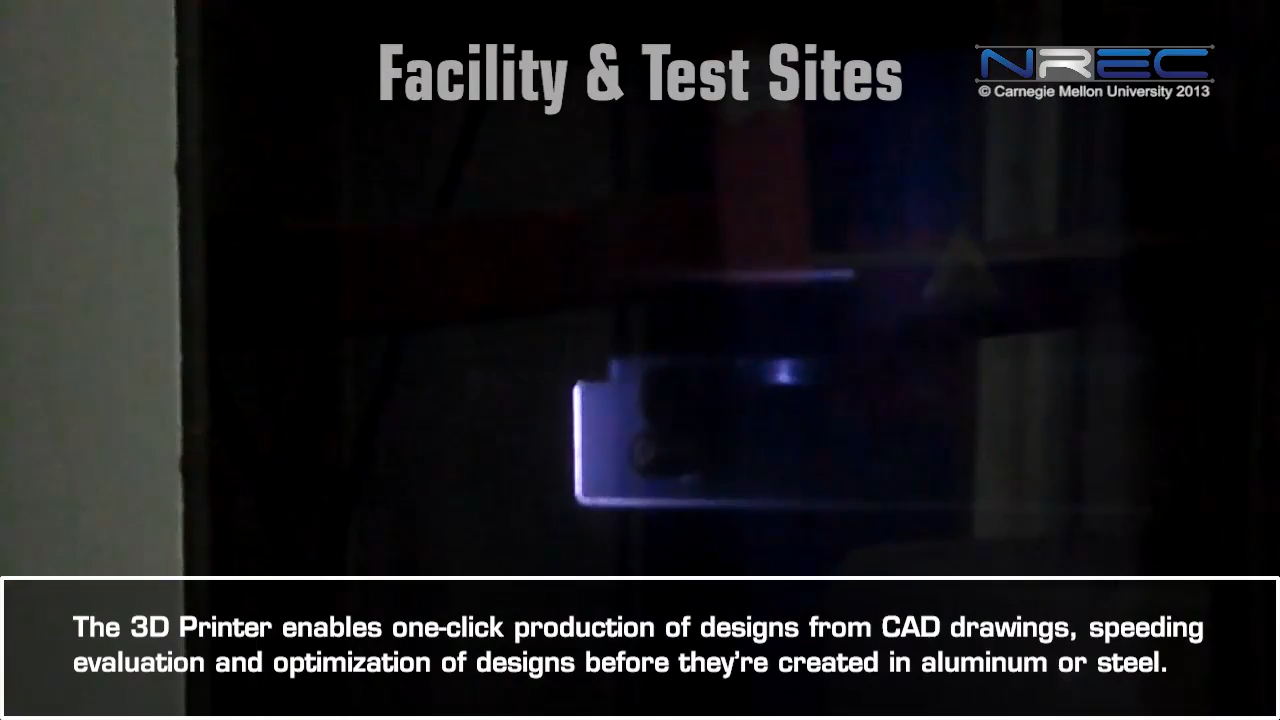 Facility & Test Sites
NREC
© Carnegie Mellon University 2013
The 3D Printer enables one-click production of designs from CAD drawings, speeding
evaluation and optimization of designs before they're created in aluminum or steel.